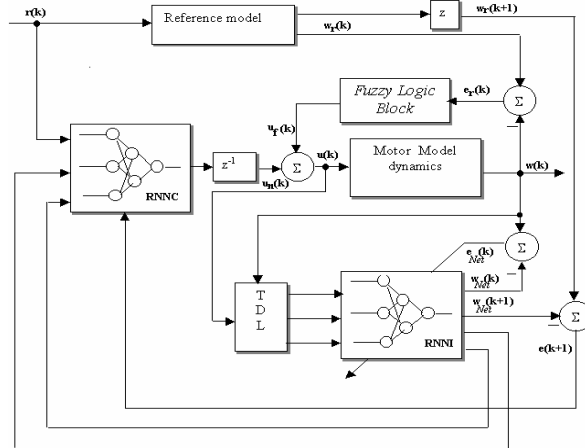 r(k)
Reference model
z
w_r(k+1)
w_r(k)
Fuzzy Logic
Block
e_r(k)
Σ
u_f(k)
u(k)
Motor Model
dynamics
w(k)
RNNC
z⁻¹
u_n(k)
Σ
e_Net(k)
Σ
w_Net(k)
w_Net(k+1)
T
D
L
RNNI
Σ
e(k+1)